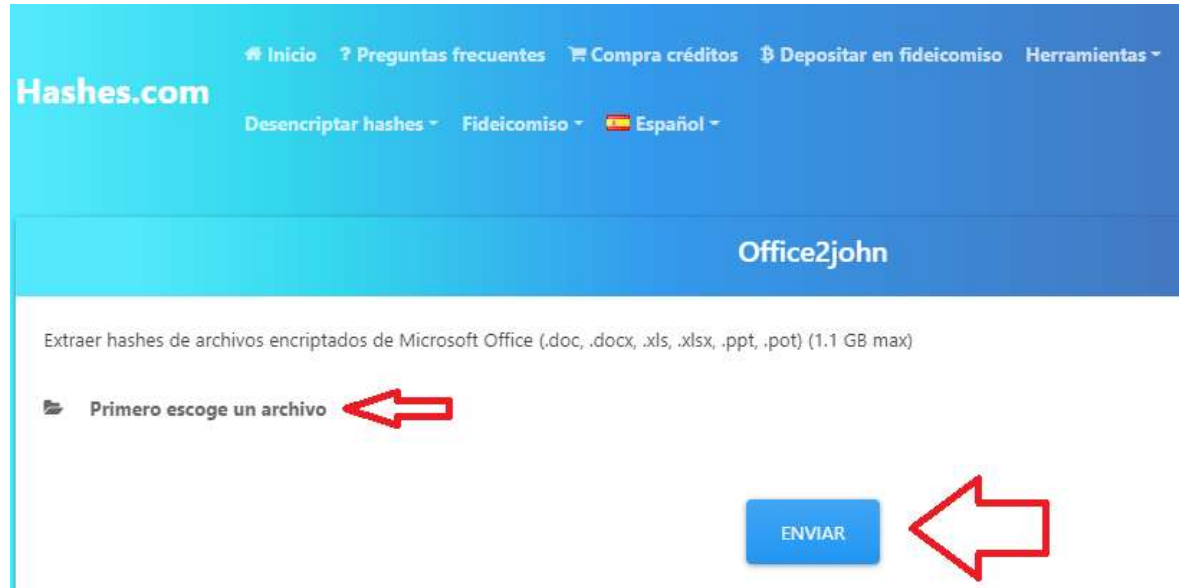 Inicio ? Preguntas frecuentes Compra créditos Depositar en fideicomiso Herramientas
Hashes.com
Desencriptar hashes Fideicomiso Español
Office2john
Extraer hashes de archivos encriptados de Microsoft Office (.doc, .docx, .xls, .xlsx, .ppt, .pot) (1.1 GB max)
Primero escoge un archivo
ENVIAR